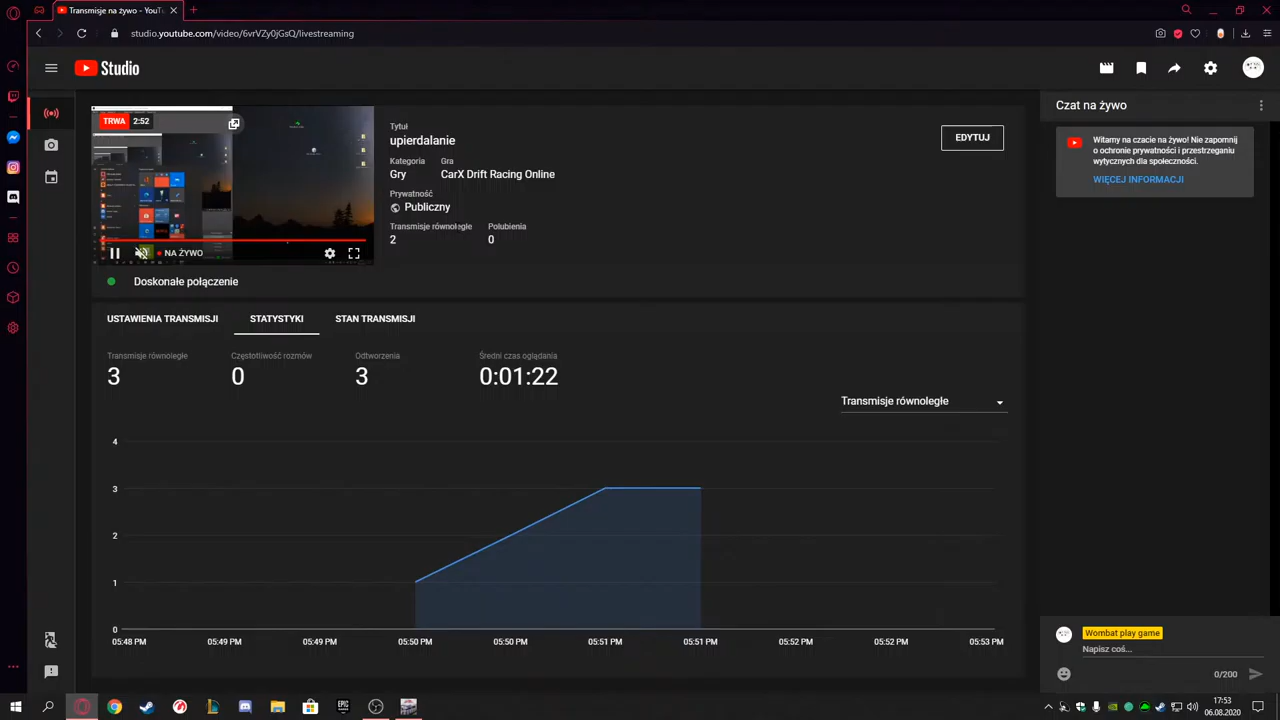 Transmisje na żywo - YouTu
studio.youtube.com/video/6vrVZy0jGsQ/livestreaming
Studio
TRWA 2:52
NA ŻYWO
Tytuł
upierdalanie
Kategoria Gra
Gry CarX Drift Racing Online
Prywatność
Publiczny
Transmisje równoległe Polubienia
2 0
EDYTUJ
Doskonałe połączenie
USTAWIENIA TRANSMISJI STATYSTYKI STAN TRANSMISJI
Transmisje równoległe Częstotliwość rozmów Odtworzenia Średni czas oglądania
3 0 3 0:01:22
Transmisje równoległe
4
3
2
1
0
05:48 PM 05:49 PM 05:49 PM 05:50 PM 05:50 PM 05:51 PM 05:51 PM 05:52 PM 05:52 PM 05:53 PM
Czat na żywo
Witamy na czacie na żywo! Nie zapomnij
o ochronie prywatności i przestrzeganiu
wytycznych dla społeczności.
WIĘCEJ INFORMACJI
Wombat play game
Napisz coś...
0/200
EPIC
17:53
06.08.2020